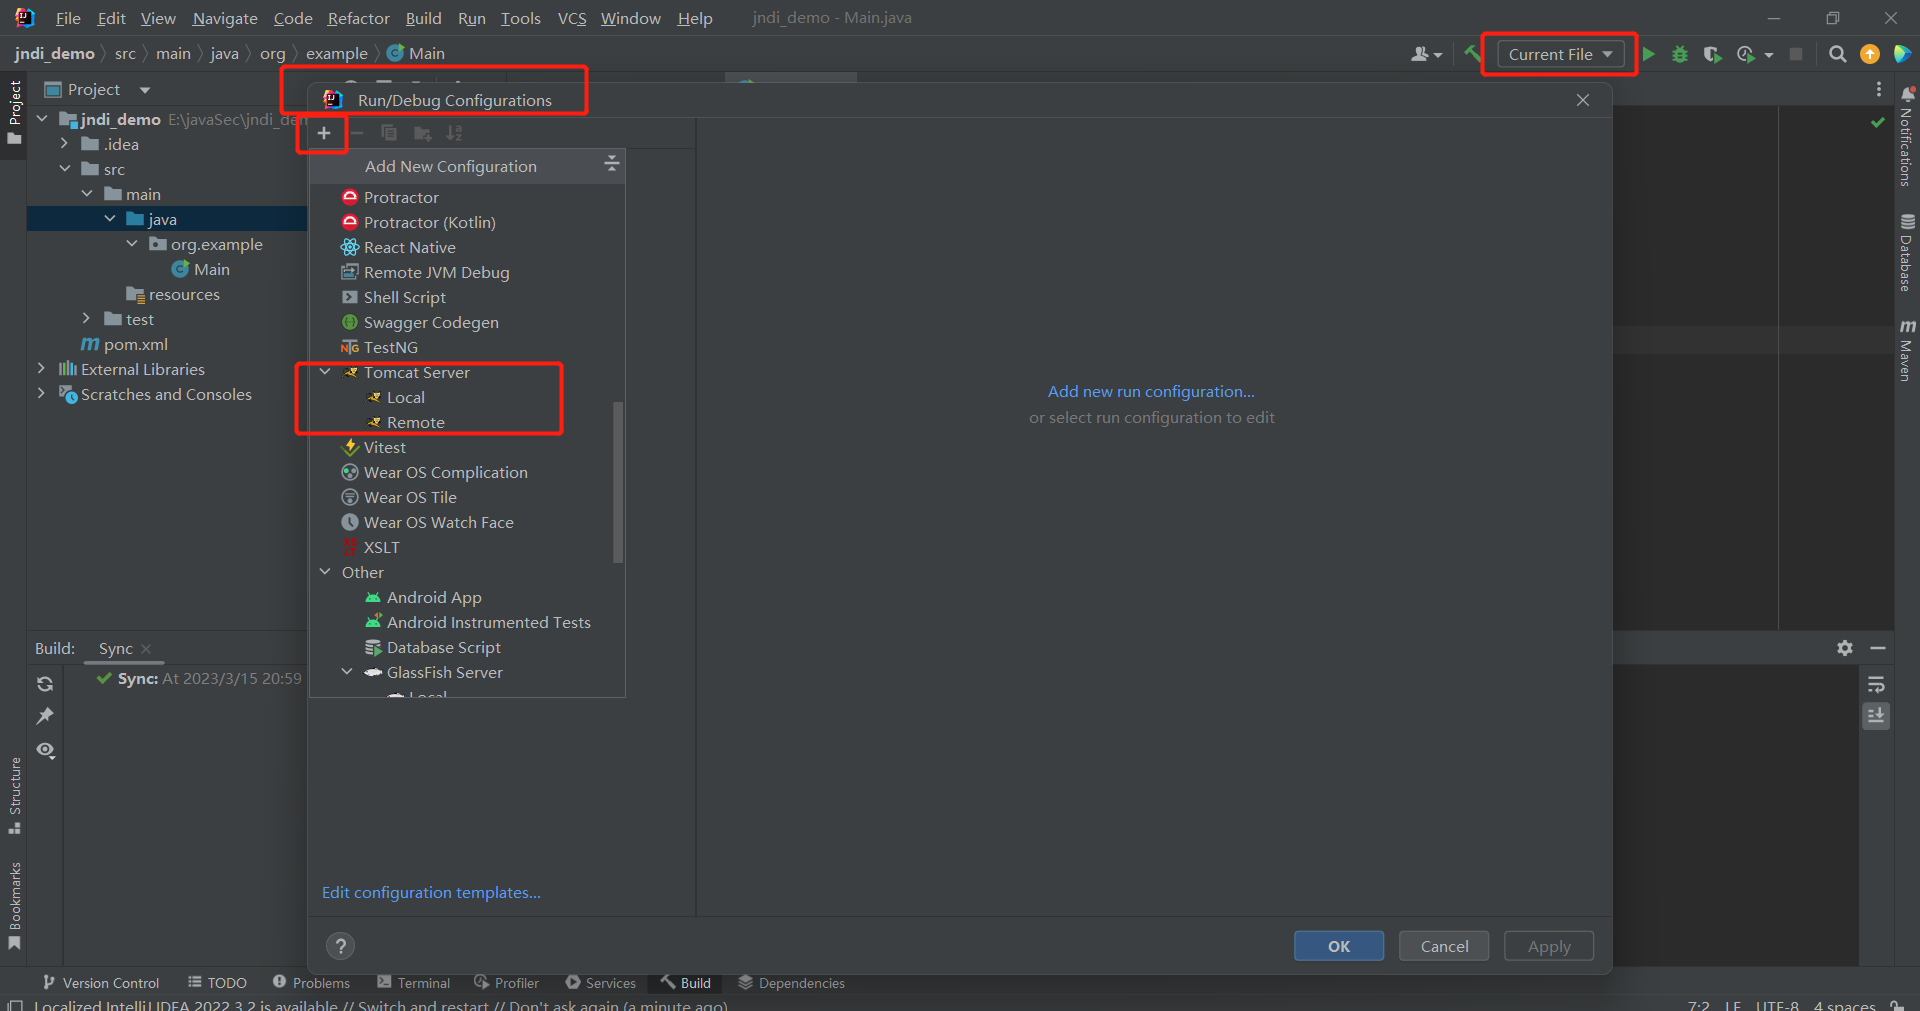 File Edit View Navigate Code Refactor Build Run Tools VCS Window Help jndi_demo - Main.java
jndi_demo src main java org example Main
Current File
Project
Run/Debug Configurations
jndi_demo E:\javaSec\jndi_de
.idea
src
main
java
org.example
Main
resources
test
pom.xml
External Libraries
Scratches and Consoles
Add New Configuration
Protractor
Protractor (Kotlin)
React Native
Remote JVM Debug
Shell Script
Swagger Codegen
TestNG
Tomcat Server
Local
Remote
Vitest
Wear OS Complication
Wear OS Tile
Wear OS Watch Face
XSLT
Other
Android App
Android Instrumented Tests
Database Script
GlassFish Server
Local
Add new run configuration...
or select run configuration to edit
Build: Sync
Sync: At 2023/3/15 20:59
Edit configuration templates...
OK Cancel Apply
Project
Structure
Bookmarks
Notifications
Database
Maven
Version Control TODO Problems Terminal Profiler Services Build Dependencies
Localized IntelliJ IDEA 2022.3.2 is available // Switch and restart // Don't ask again (a minute ago)
7:2 LF UTF-8 4 spaces